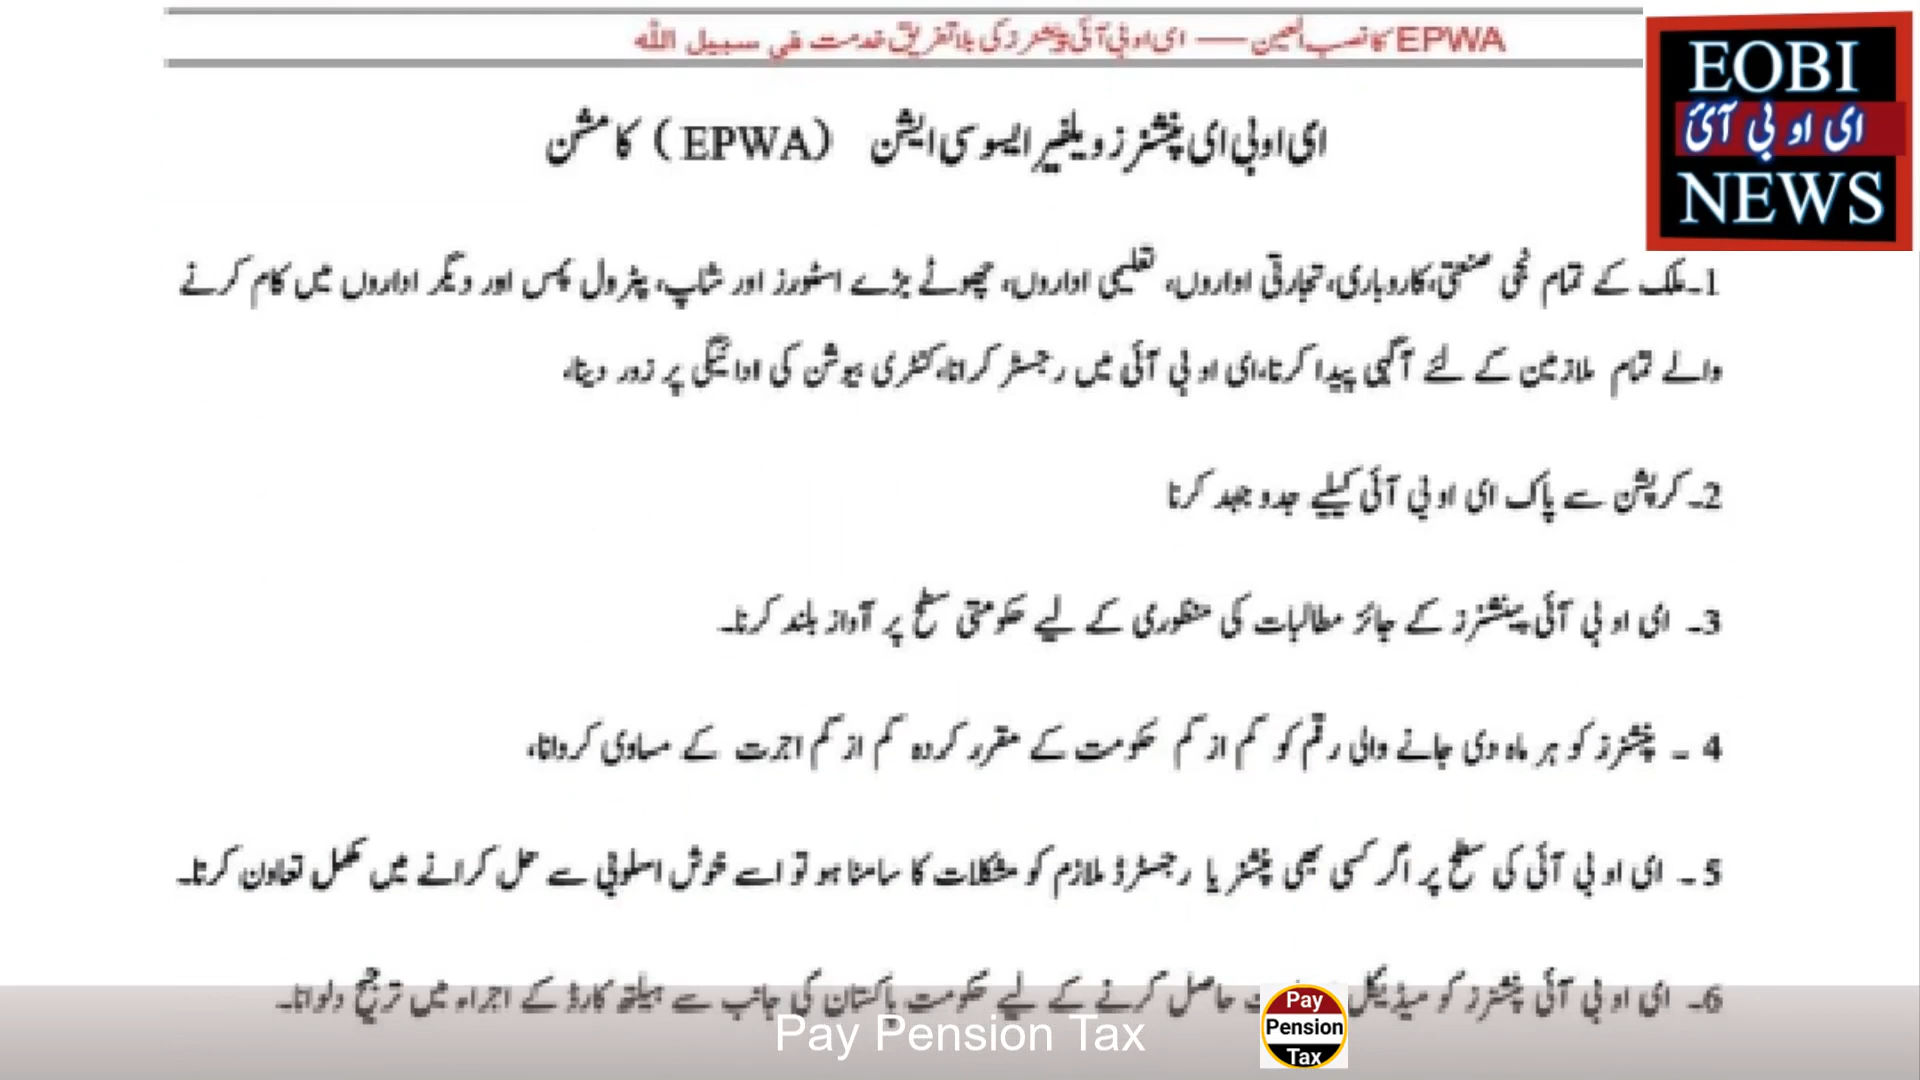 EPWA کا نصب العین — ای او بی آئی پنشنرز کی بلا تفریق خدمت في سبيل الله
EOBI
ای او بی آئ
NEWS
ای او بی ای پنشنرز ویلفیر ایسوسی ایشن (EPWA) کا مشن
1۔ملک کے تمام نجی صنعتی،کاروباری،تجارتی اداروں، تعلیمی اداروں، چھوٹے بڑے اسٹورز اور شاپ، پٹرول پمس اور دیگر اداروں میں کام کرنے
والے تمام ملازمین کے لئے آگہی پیدا کرنا،ای او بی آئی میں رجسٹر کرانا،کنٹری بیوشن کی ادائیگی پر زور دینا،
2۔کرپشن سے پاک ای او بی آئی کیلیے جدو جہد کرنا
3۔ ای او بی آئی پینشنرز کے جائز مطالبات کی منظوری کے لیے حکومتی سطح پر آواز بلند کرنا۔
4 ۔ پنشنرز کو ہر ماہ دی جانے والی رقم کو کم از کم حکومت کے مقرر کردہ کم از کم اجرت کے مساوی کروانا،
5 ۔ ای او بی آئی کی سطح پر اگر کسی بھی پنشنر یا رجسٹرڈ ملازم کو مشکلات کا سامنا ہو تو اسے خوش اسلوبی سے حل کرانے میں مکمل تعاون کرنا۔
6۔ ای او بی آئی پنشنرز کو میڈیکل حاصل کرنے کے لیے حکومت پاکستان کی جانب سے ہیلتھ کارڈ کے اجراء میں ترجیح دلوانا۔
Pay Pension Tax
Pay
Pension
Tax